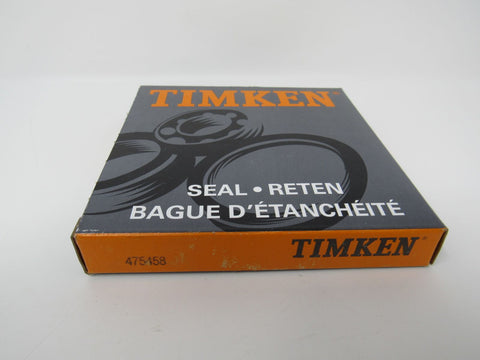 TIMKEN®
SEAL • RETEN
BAGUE D'ÉTANCHÉITÉ
475458 TIMKEN®